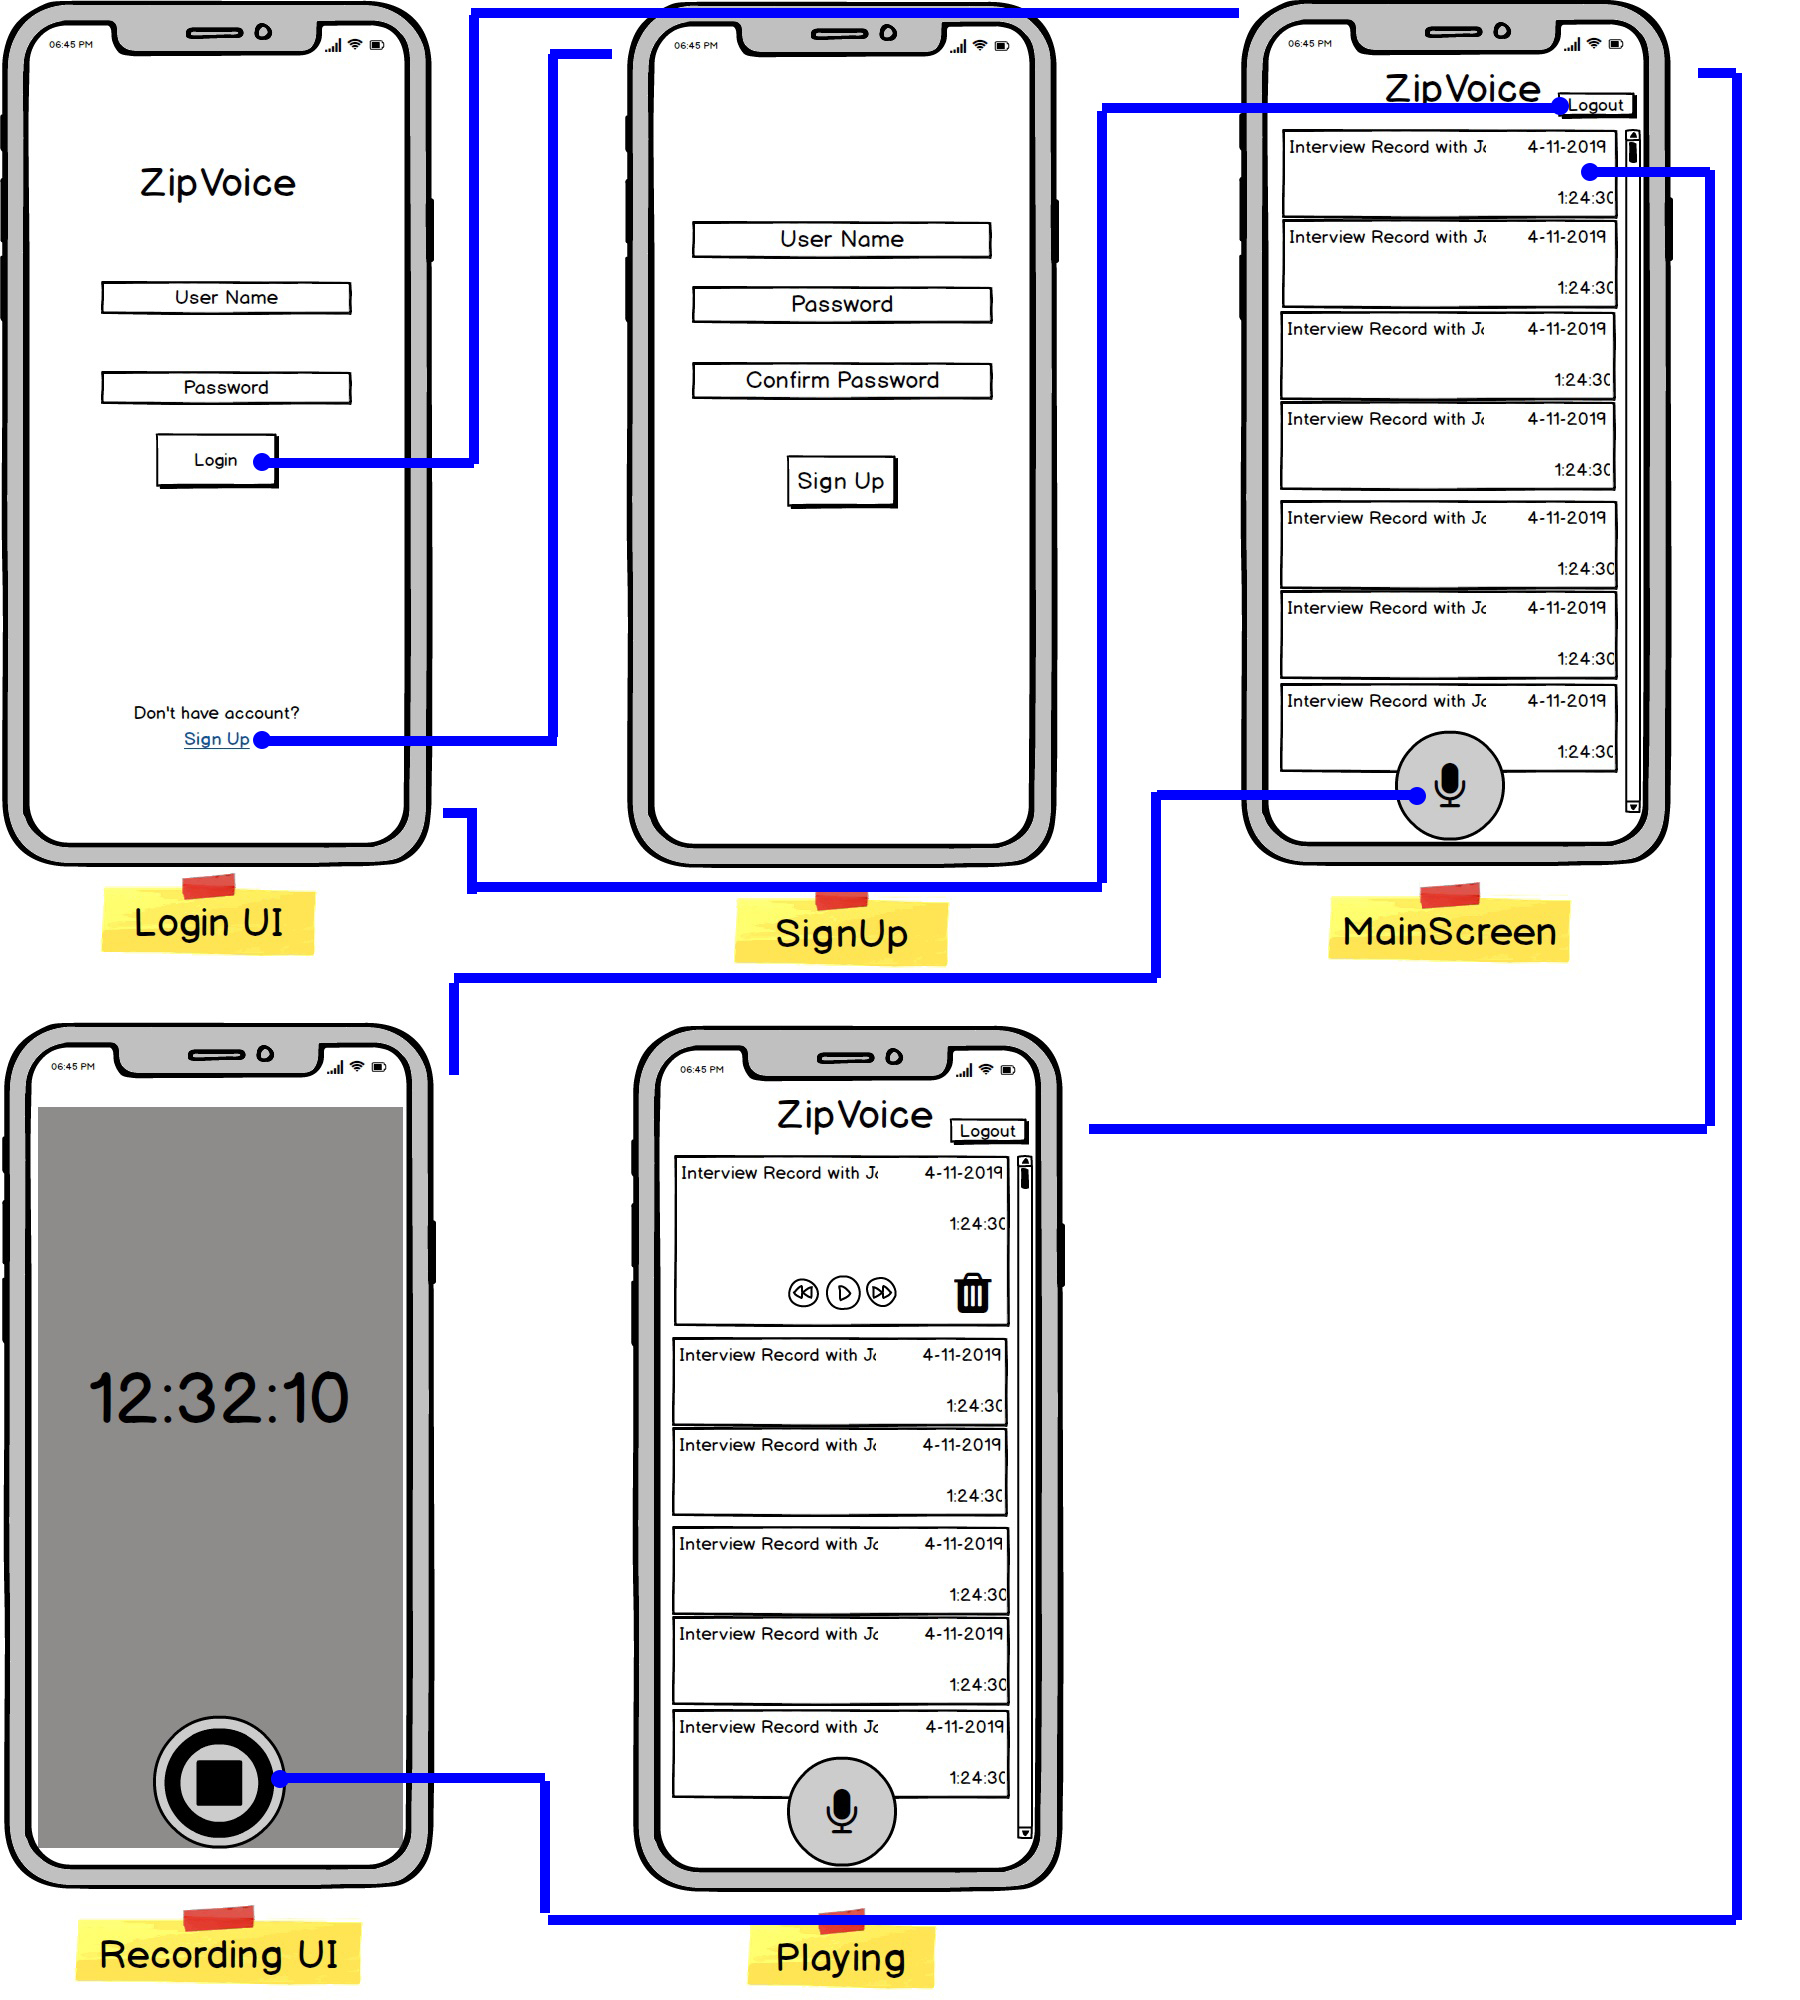 06:45 PM
ZipVoice
User Name
Password
Login
Don't have account?
Sign Up
Login UI
06:45 PM
User Name
Password
Confirm Password
Sign Up
SignUp
06:45 PM
ZipVoice
Logout
Interview Record with Jo 4-11-2019
1:24:30
Interview Record with Jo 4-11-2019
1:24:30
Interview Record with Jo 4-11-2019
1:24:30
Interview Record with Jo 4-11-2019
1:24:30
Interview Record with Jo 4-11-2019
1:24:30
Interview Record with Jo 4-11-2019
1:24:30
Interview Record with Jo 4-11-2019
1:24:30
MainScreen
06:45 PM
12:32:10
Recording UI
06:45 PM
ZipVoice
Logout
Interview Record with Jo 4-11-2019
1:24:30
Interview Record with Jo 4-11-2019
1:24:30
Interview Record with Jo 4-11-2019
1:24:30
Interview Record with Jo 4-11-2019
1:24:30
Interview Record with Jo 4-11-2019
1:24:30
Interview Record with Jo 4-11-2019
1:24:30
Playing